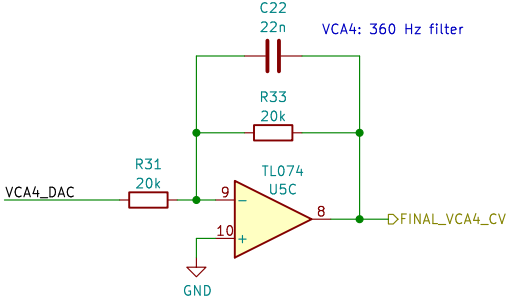 C22
22n
VCA4: 360 Hz filter
R33
20k
R31
20k
TL074
U5C
VCA4_DAC
9
8
10
FINAL_VCA4_CV
GND